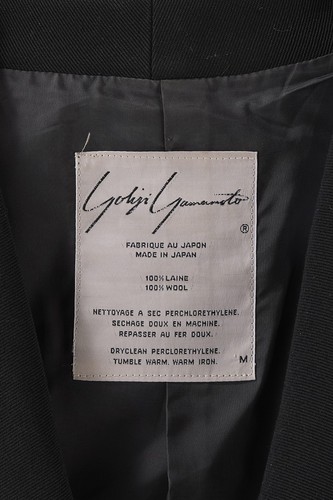 Yohji Yamamoto
®
FABRIQUE AU JAPON
MADE IN JAPAN
100% LAINE
100% WOOL
NETTOYAGE A SEC PERCHLORETHYLENE.
SECHAGE DOUX EN MACHINE.
REPASSER AU FER DOUX.
DRYCLEAN PERCLORETHYLENE.
TUMBLE WARM. WARM IRON.
M